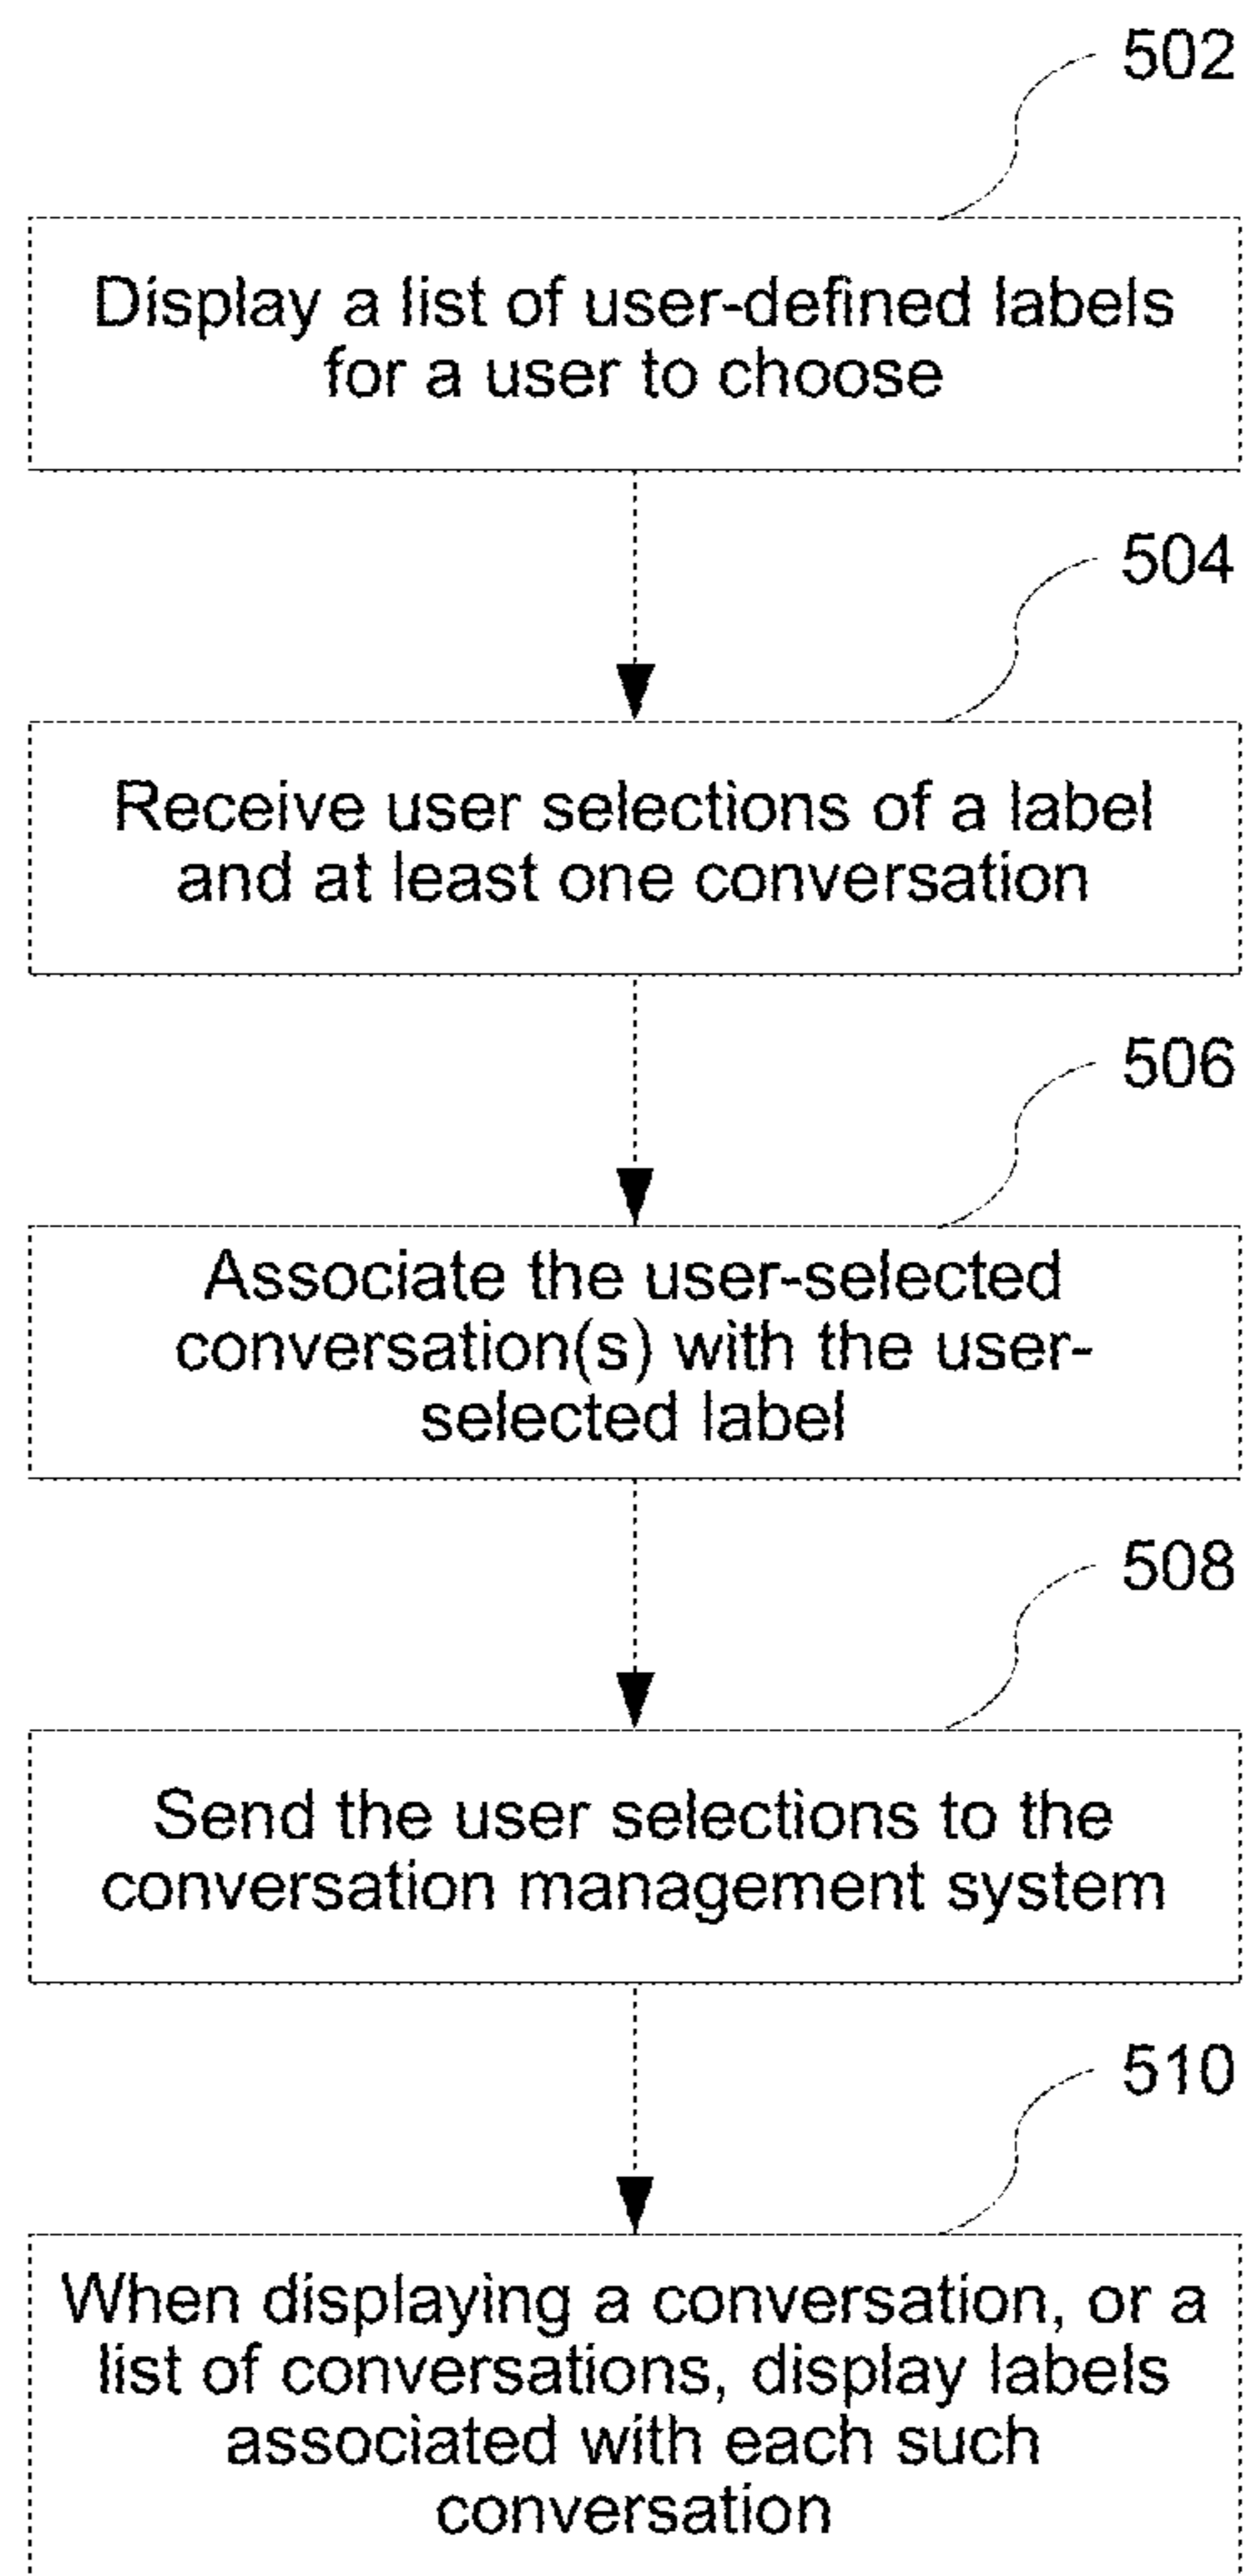 502
Display a list of user-defined labels
for a user to choose
504
Receive user selections of a label
and at least one conversation
506
Associate the user-selected
conversation(s) with the user-
selected label
508
Send the user selections to the
conversation management system
510
When displaying a conversation, or a
list of conversations, display labels
associated with each such
conversation